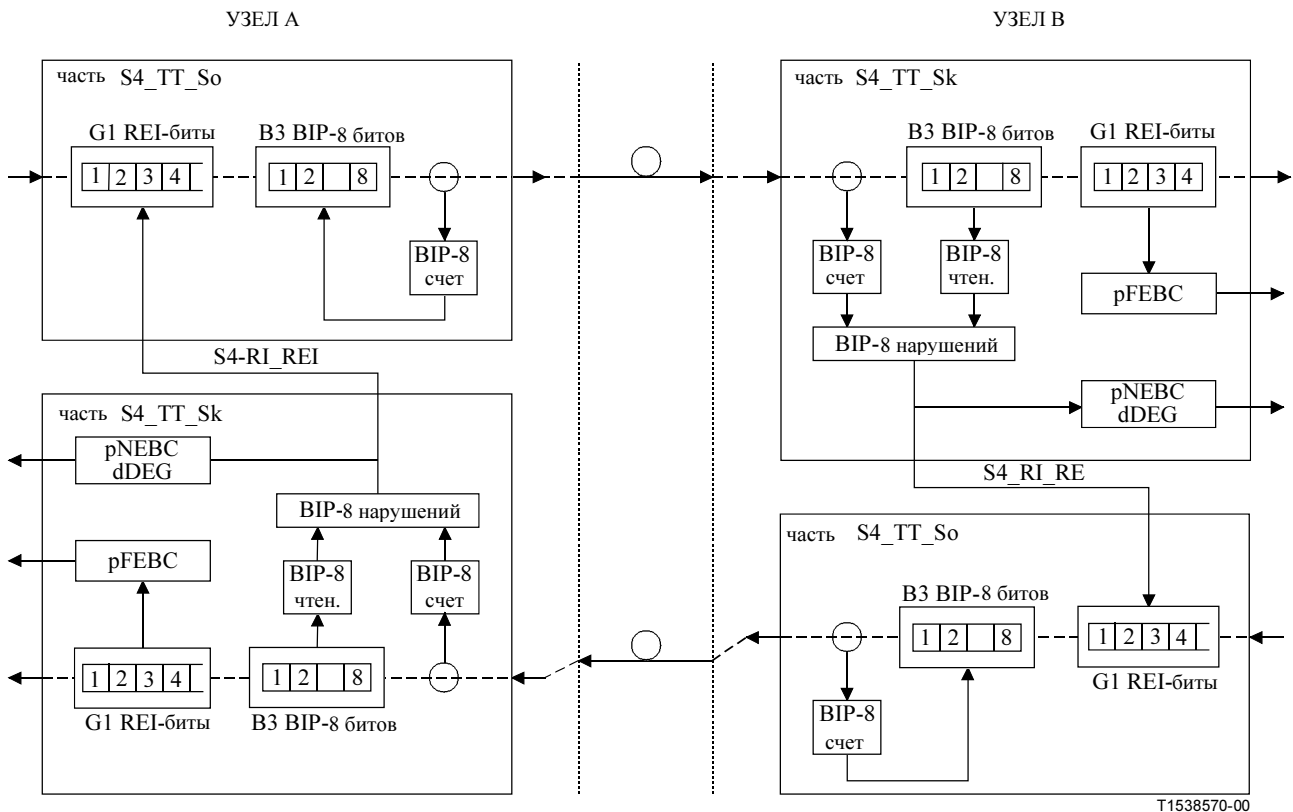 УЗЕЛ A
УЗЕЛ B
часть S4_TT_So
G1 REI-биты
B3 BIP-8 битов
1 2 3 4
1 2 8
BIP-8
счет
S4-RI_REI
часть S4_TT_Sk
B3 BIP-8 битов
G1 REI-биты
1 2 8
1 2 3 4
BIP-8
счет
BIP-8
чтен.
pFEBC
BIP-8 нарушений
pNEBC
dDEG
S4_RI_RE
часть S4_TT_Sk
pNEBC
dDEG
BIP-8 нарушений
pFEBC
BIP-8
чтен.
BIP-8
счет
1 2 3 4
1 2 8
G1 REI-биты
B3 BIP-8 битов
часть S4_TT_So
B3 BIP-8 битов
1 2 8
1 2 3 4
G1 REI-биты
BIP-8
счет
T1538570-00